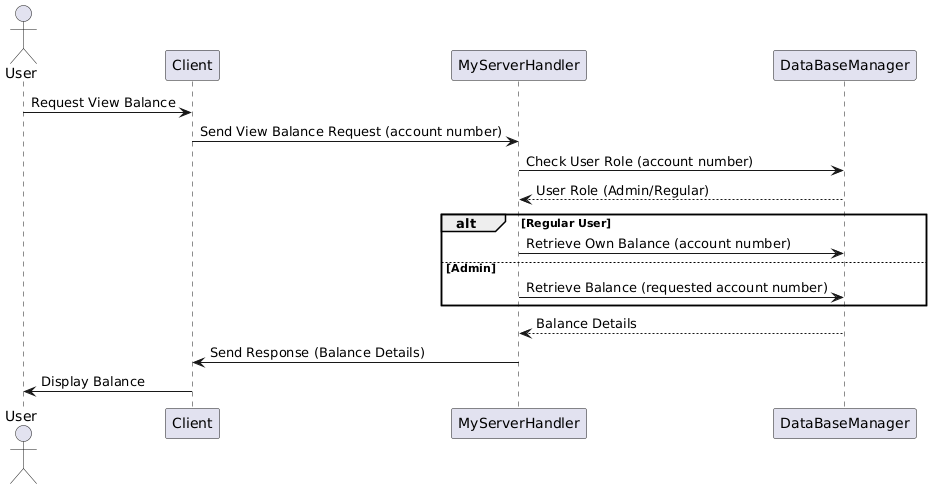 User
Client
MyServerHandler
DataBaseManager
Request View Balance
Send View Balance Request (account number)
Check User Role (account number)
User Role (Admin/Regular)
alt
[Regular User]
Retrieve Own Balance (account number)
[Admin]
Retrieve Balance (requested account number)
Balance Details
Send Response (Balance Details)
Display Balance
User
Client
MyServerHandler
DataBaseManager